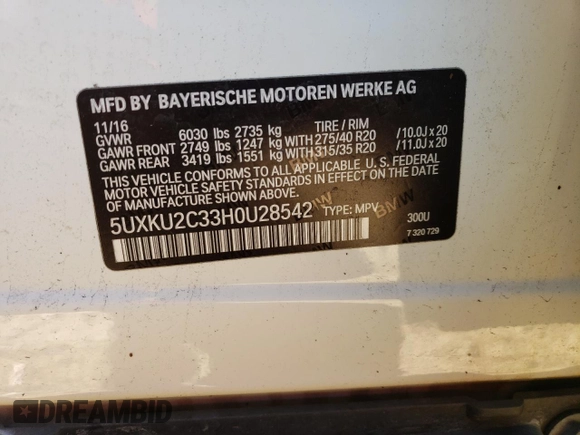 MFD BY BAYERISCHE MOTOREN WERKE AG
11/16 TIRE / RIM
GVWR 6030 lbs 2735 kg
GAWR FRONT 2749 lbs 1247 kg WITH 275/40 R20 /10.0J x 20
GAWR REAR 3419 lbs 1551 kg WITH 315/35 R20 /11.0J x 20
THIS VEHICLE CONFORMS TO ALL APPLICABLE U.S. FEDERAL
MOTOR VEHICLE SAFETY STANDARDS IN EFFECT ON THE DATE
OF MANUFACTURE SHOWN ABOVE.
5UXKU2C33H0U28542 TYPE: MPV 300U
7 320 729
DREAMBID